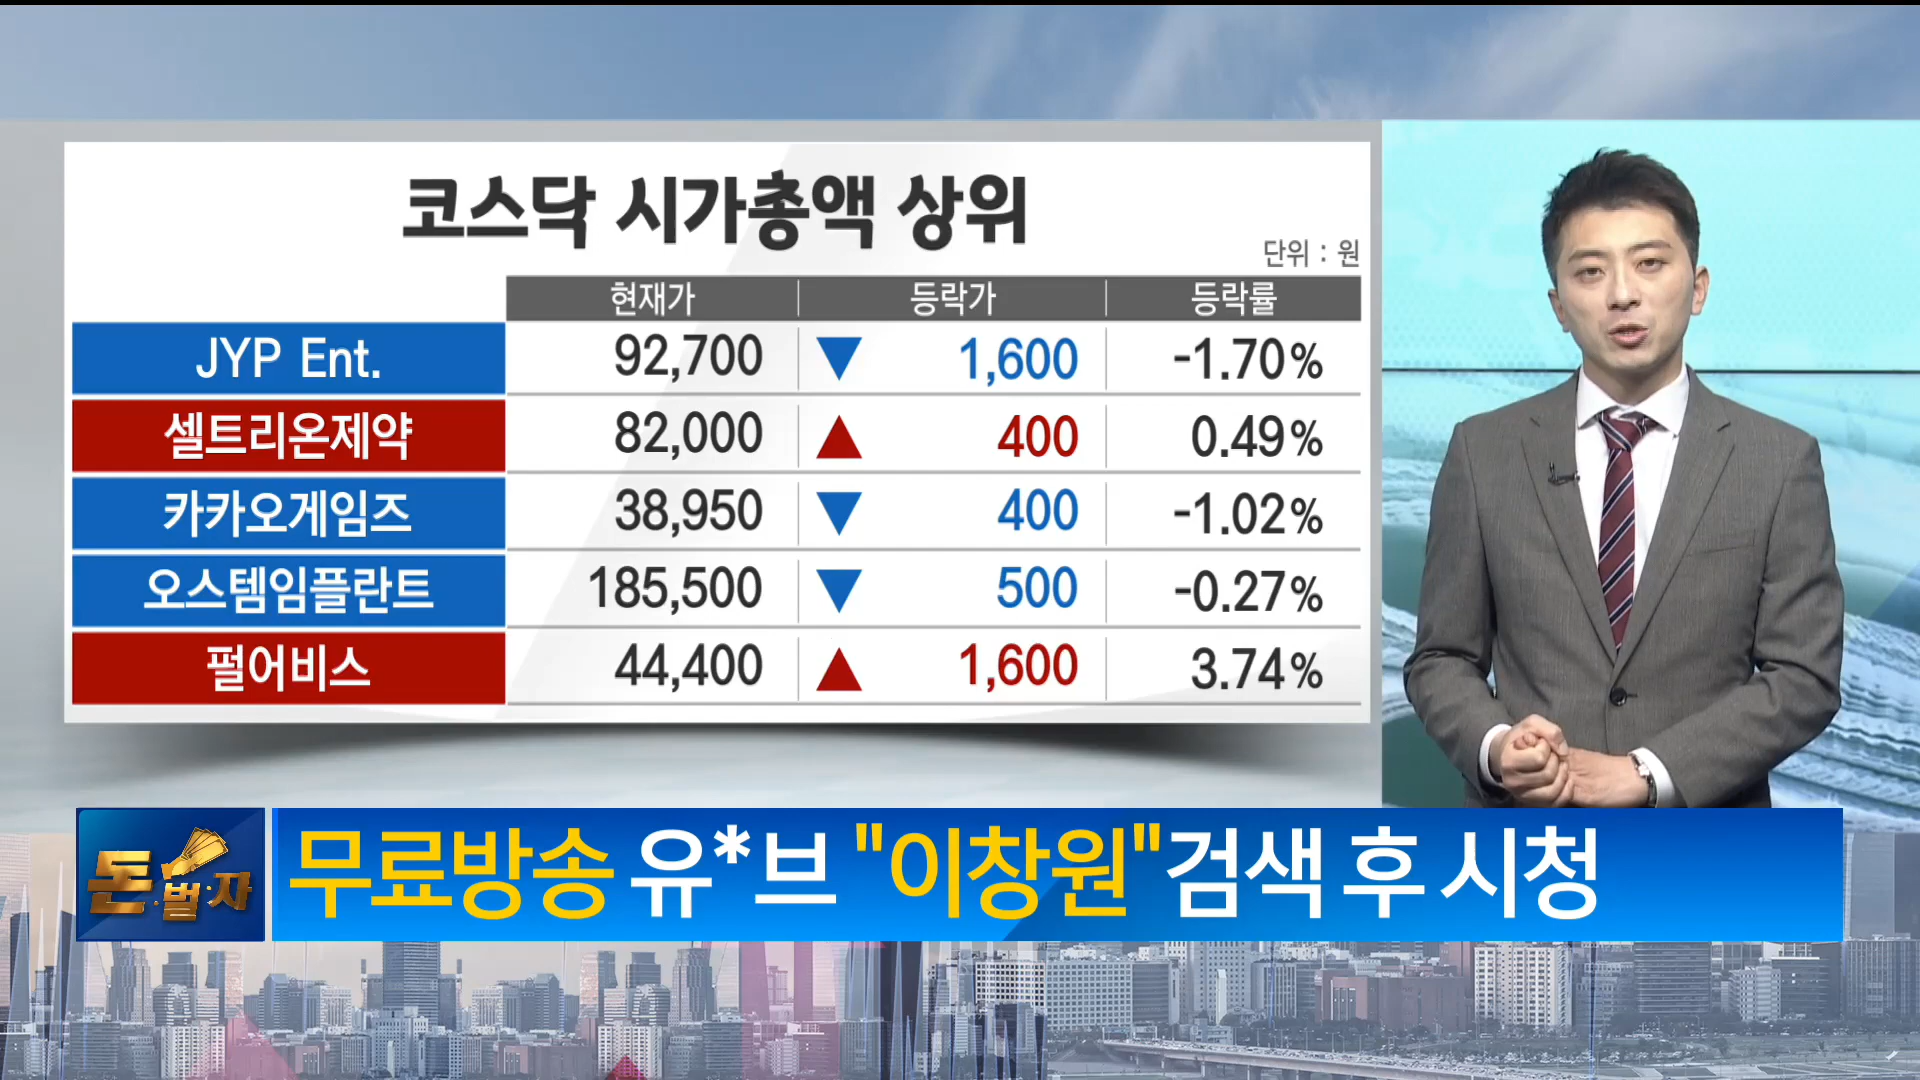 코스닥 시가총액 상위
단위 : 원
현재가 등락가 등락률
JYP Ent. 92,700 ▼ 1,600 -1.70%
셀트리온제약 82,000 ▲ 400 0.49%
카카오게임즈 38,950 ▼ 400 -1.02%
오스템임플란트 185,500 ▼ 500 -0.27%
펄어비스 44,400 ▲ 1,600 3.74%
돈.벌.자
무료방송 유*브 "이창원"검색 후 시청